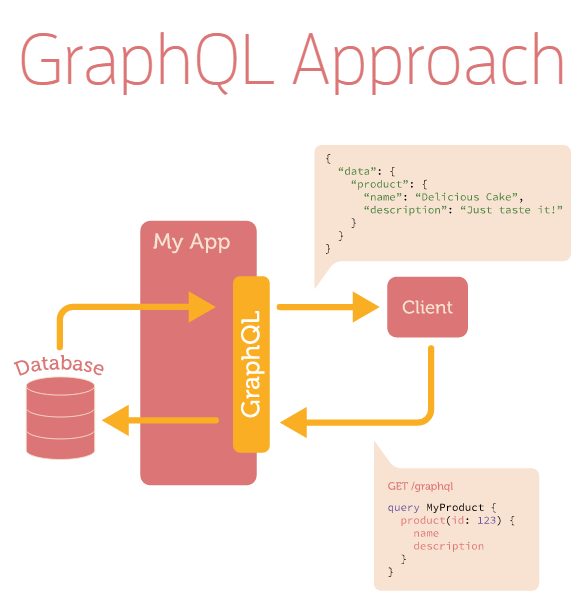 GraphQL Approach
{
  “data”: {
    “product”: {
      “name”: “Delicious Cake”,
      “description”: “Just taste it!”
    }
  }
}
My App
GraphQL
Client
Database
GET /graphql
query MyProduct {
  product(id: 123) {
    name
    description
  }
}